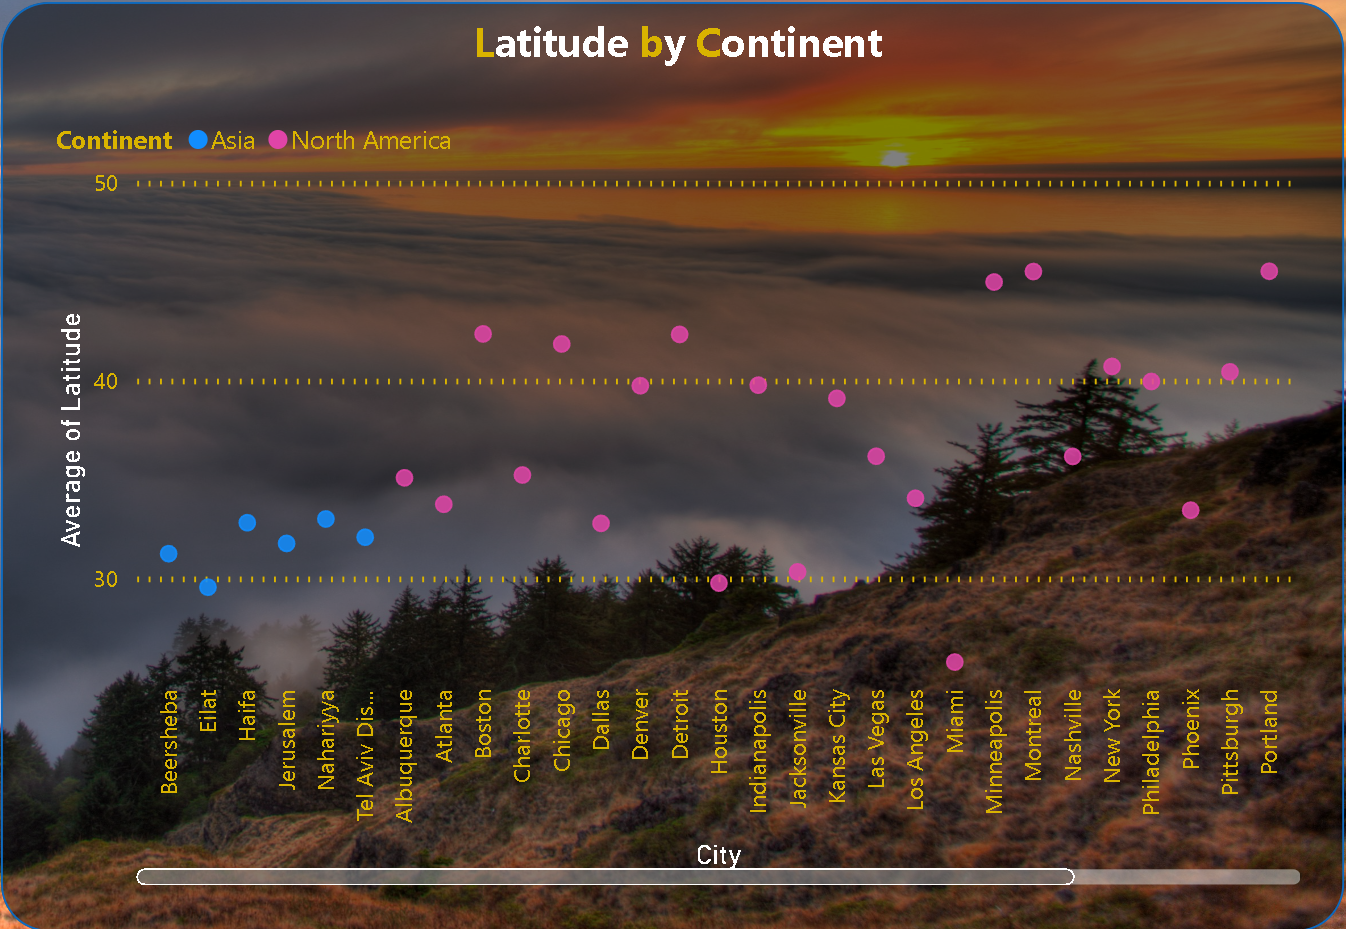 Latitude by Continent
Continent Asia North America
50
40
30
Average of Latitude
Beersheba
Eilat
Haifa
Jerusalem
Nahariyya
Tel Aviv Dis...
Albuquerque
Atlanta
Boston
Charlotte
Chicago
Dallas
Denver
Detroit
Houston
Indianapolis
Jacksonville
Kansas City
Las Vegas
Los Angeles
Miami
Minneapolis
Montreal
Nashville
New York
Philadelphia
Phoenix
Pittsburgh
Portland
City